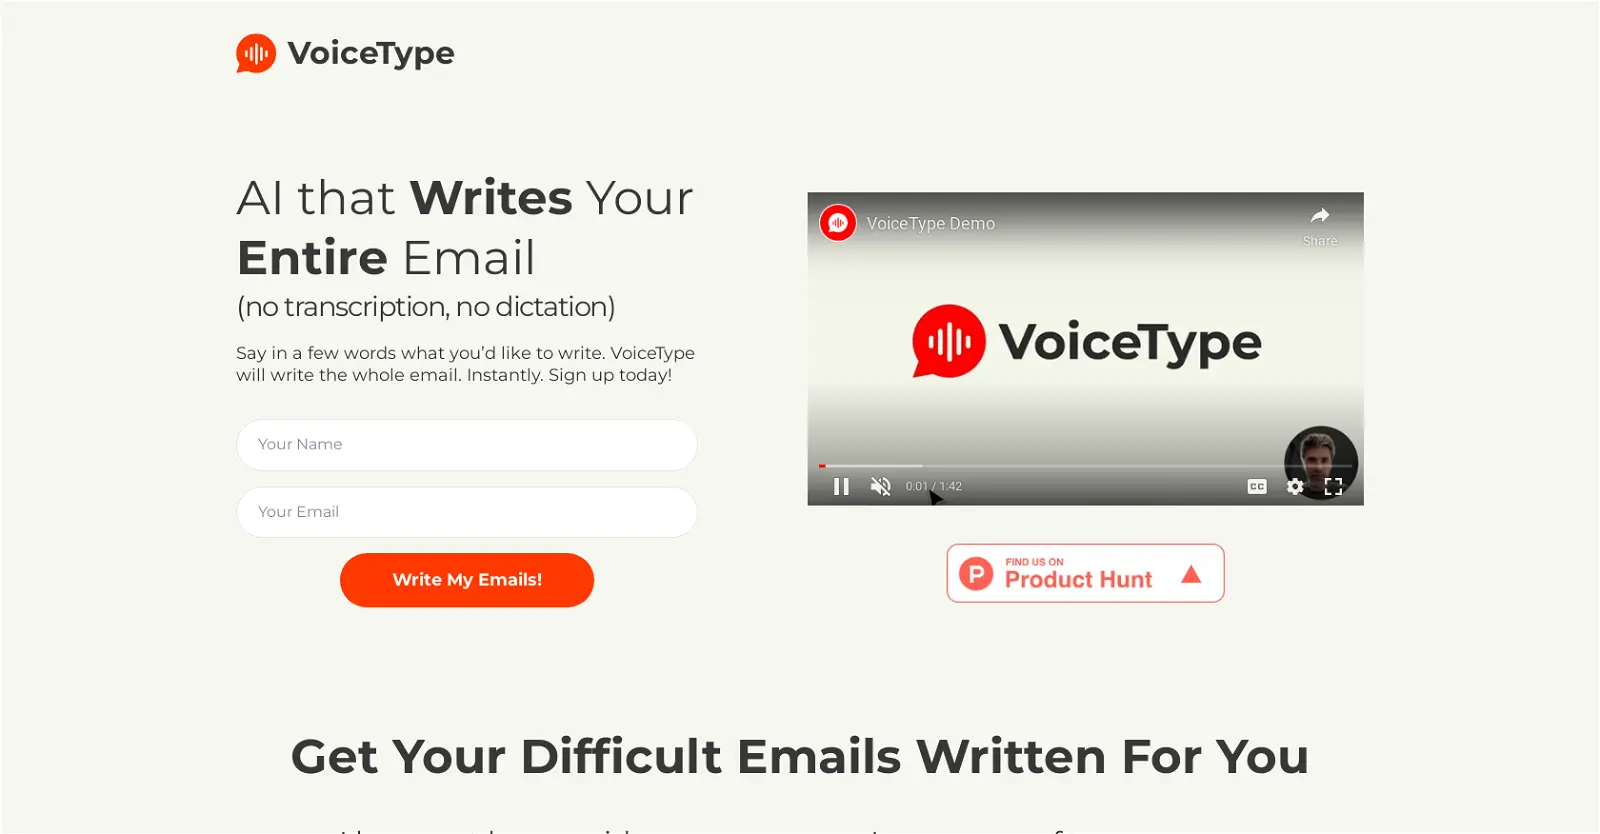 VoiceType
AI that Writes Your
Entire Email
(no transcription, no dictation)
Say in a few words what you’d like to write. VoiceType
will write the whole email. Instantly. Sign up today!
Your Name
Your Email
Write My Emails!
VoiceType Demo
Share
VoiceType
0:01 / 1:42
CC
P
FIND US ON
Product Hunt
Get Your Difficult Emails Written For You